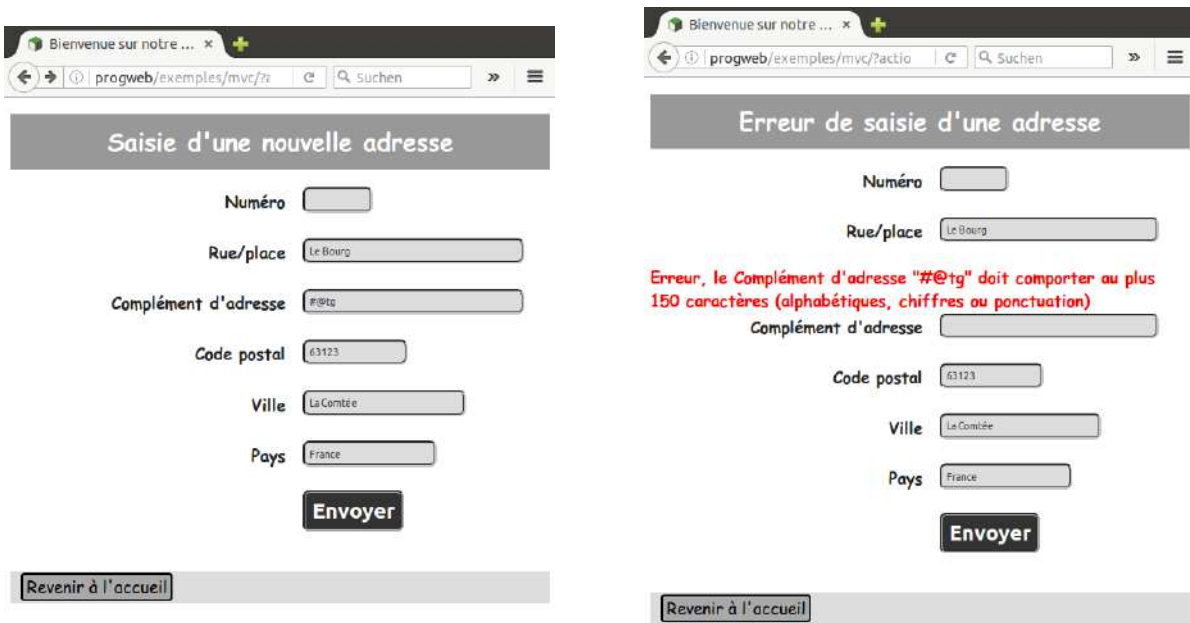 Bienvenue sur notre ... ×
progweb/exemples/mvc/?a
Suchen
Saisie d'une nouvelle adresse
Numéro
Rue/place Le Bourg
Complément d'adresse #@tg
Code postal 63123
Ville La Comtée
Pays France
Envoyer
Revenir à l'accueil
Bienvenue sur notre ... ×
progweb/exemples/mvc/?actio
Suchen
Erreur de saisie d'une adresse
Numéro
Rue/place Le Bourg
Erreur, le Complément d'adresse "#@tg" doit comporter au plus
150 caractères (alphabétiques, chiffres ou ponctuation)
Complément d'adresse
Code postal 63123
Ville La Comtée
Pays France
Envoyer
Revenir à l'accueil